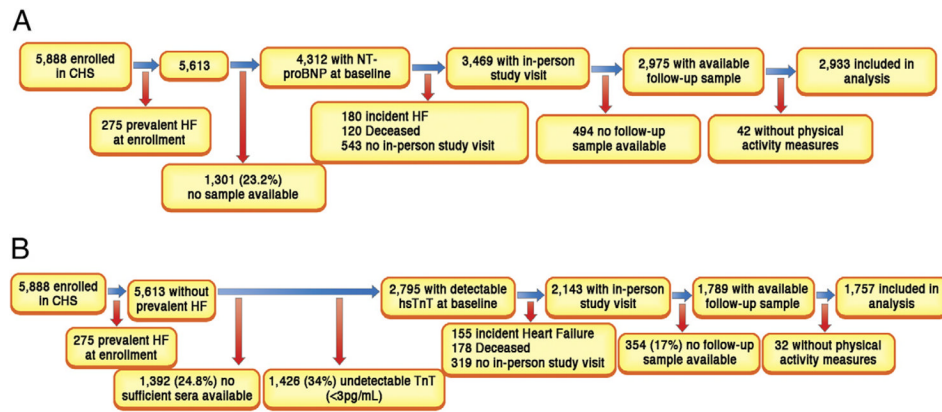 A
5,888 enrolled
in CHS
5,613
4,312 with NT-
proBNP at baseline
3,469 with in-person
study visit
2,975 with available
follow-up sample
2,933 included in
analysis
275 prevalent HF
at enrollment
1,301 (23.2%)
no sample available
180 incident HF
120 Deceased
543 no in-person study visit
494 no follow-up
sample available
42 without physical
activity measures
B
5,888 enrolled
in CHS
5,613 without
prevalent HF
2,795 with detectable
hsTnT at baseline
2,143 with in-person
study visit
1,789 with available
follow-up sample
1,757 included in
analysis
275 prevalent HF
at enrollment
1,392 (24.8%) no
sufficient sera available
1,426 (34%) undetectable TnT
(<3pg/mL)
155 incident Heart Failure
178 Deceased
319 no in-person study visit
354 (17%) no follow-up
sample available
32 without physical
activity measures